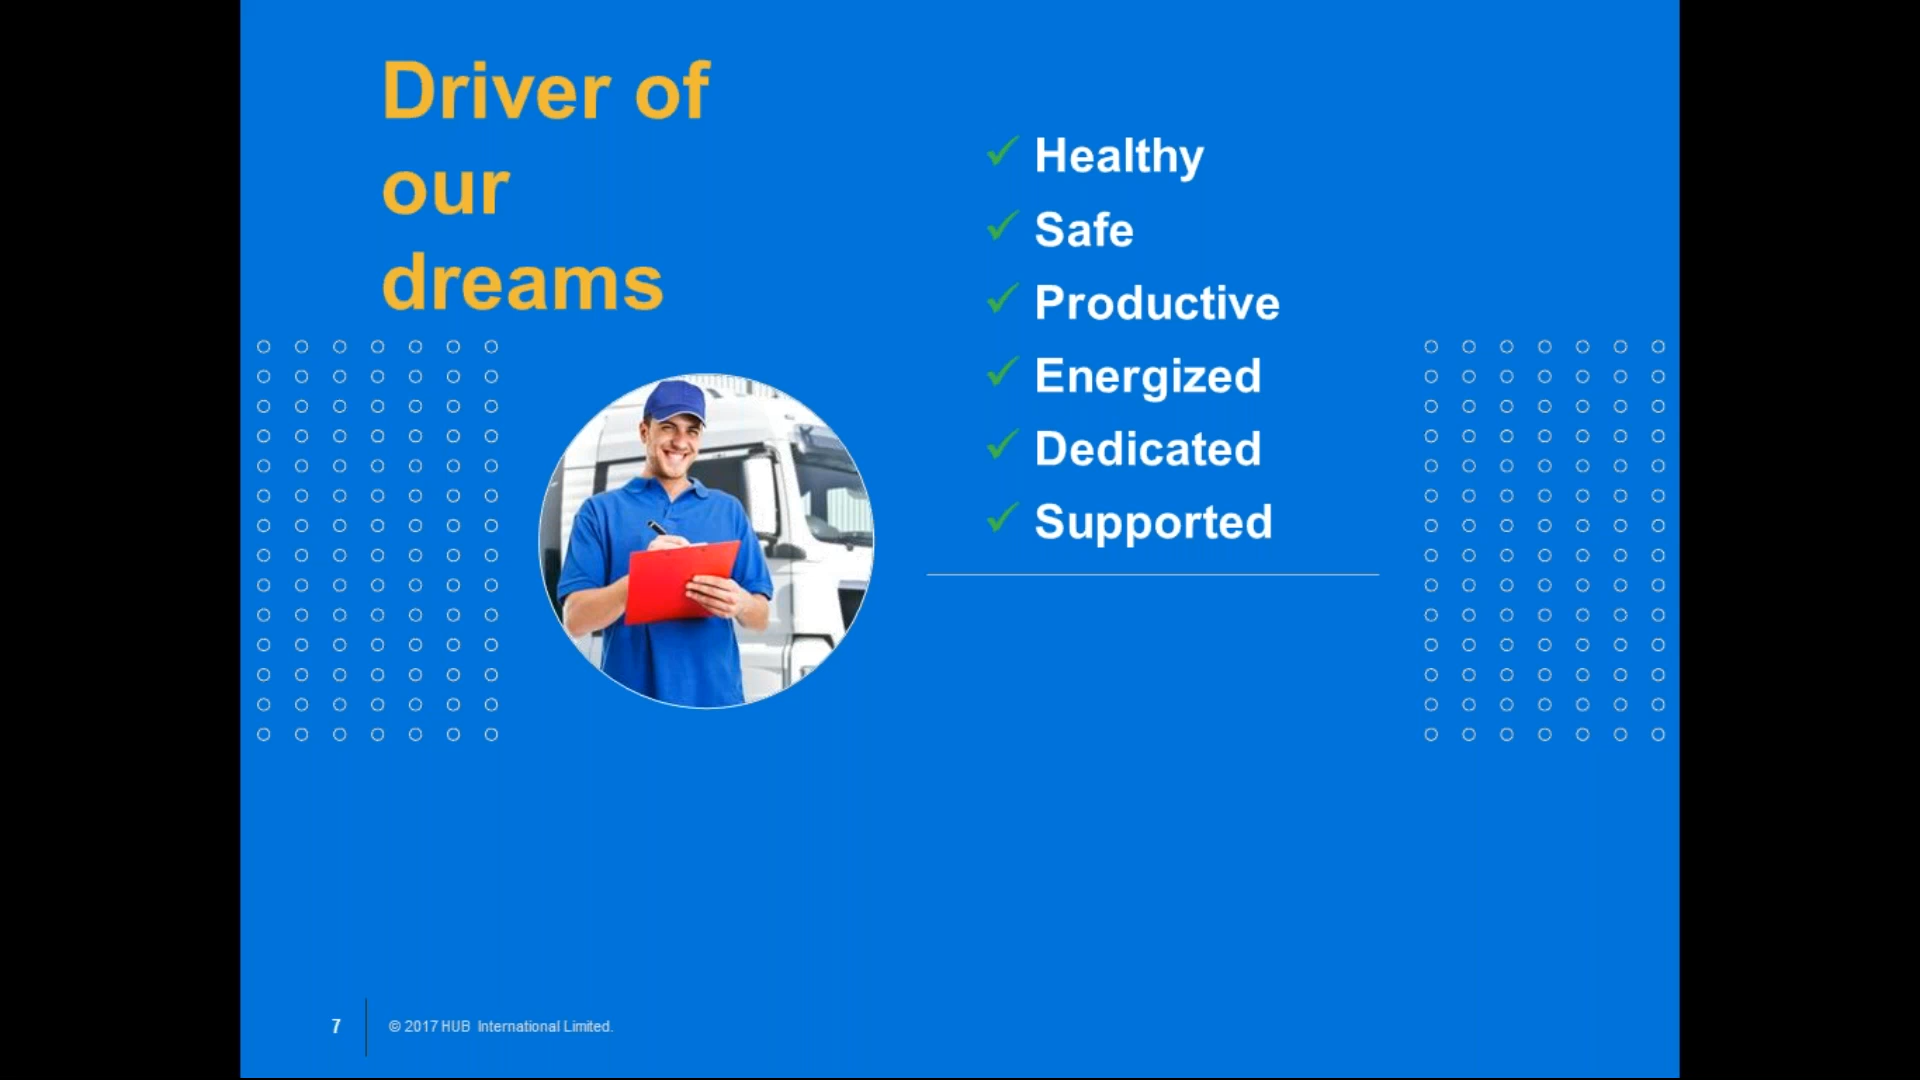 Driver of
our
dreams
✓ Healthy
✓ Safe
✓ Productive
✓ Energized
✓ Dedicated
✓ Supported
7
© 2017 HUB International Limited.